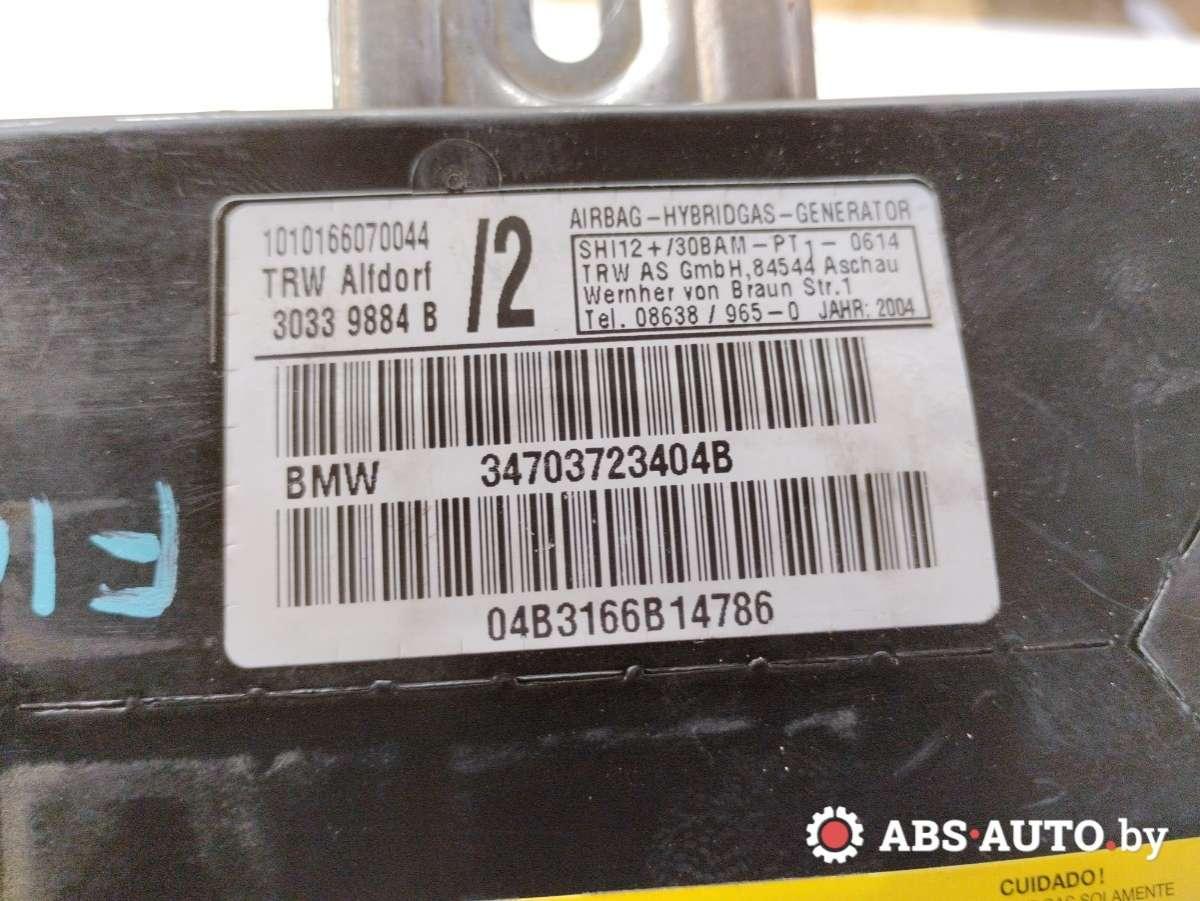 1010166070044
TRW Alfdorf
3033 9884 B
/2
AIRBAG-HYBRIDGAS-GENERATOR
SHI12+/30BAM-PT1-0614
TRW AS GmbH,84544 Aschau
Wernher von Braun Str.1
Tel. 08638 / 965-0 JAHR: 2004
BMW 34703723404B
04B3166B14786
ABS·AUTO.by
CUIDADO!
SOLAMENTE